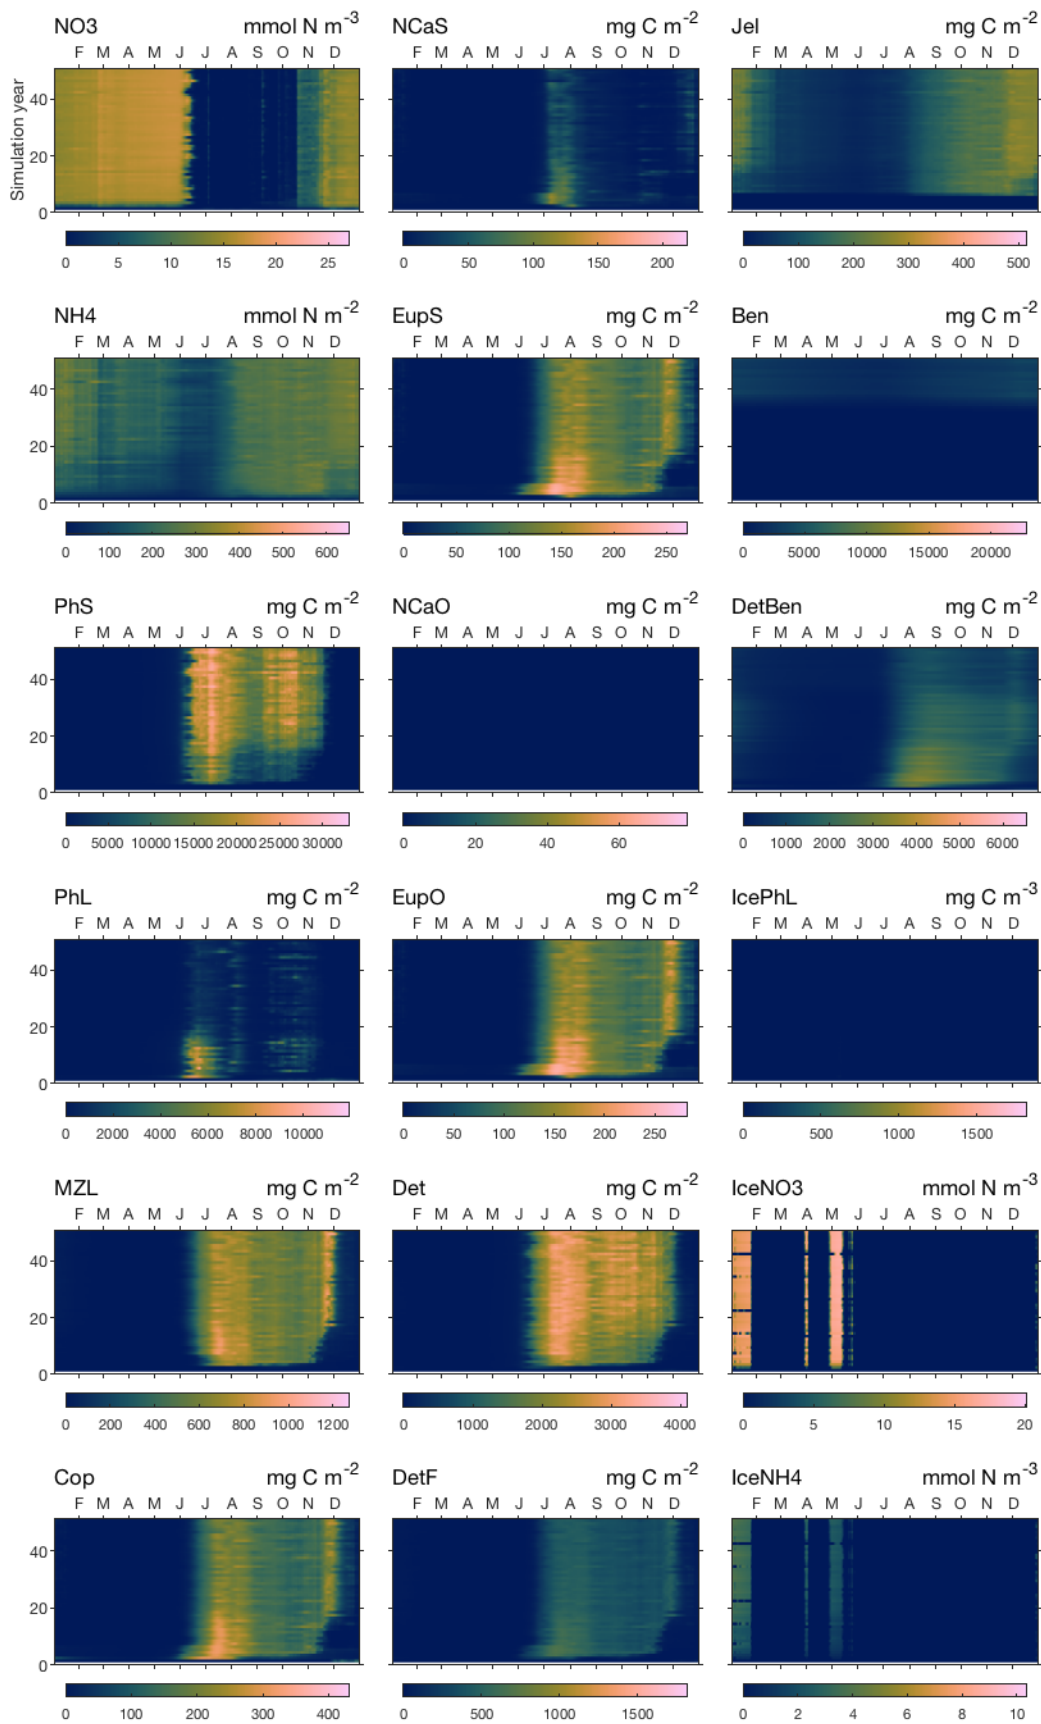 NO3 mmol N m-3 NCaS mg C m-2 Jel mg C m-2
F M A M J J A S O N D F M A M J J A S O N D F M A M J J A S O N D
Simulation year
40
20
0
0 5 10 15 20 25 0 50 100 150 200 0 100 200 300 400 500
NH4 mmol N m-2 EupS mg C m-2 Ben mg C m-2
F M A M J J A S O N D F M A M J J A S O N D F M A M J J A S O N D
40
20
0
0 100 200 300 400 500 600 0 50 100 150 200 250 0 5000 10000 15000 20000
PhS mg C m-2 NCaO mg C m-2 DetBen mg C m-2
F M A M J J A S O N D F M A M J J A S O N D F M A M J J A S O N D
40
20
0
0 5000 10000 15000 20000 25000 30000 0 20 40 60 0 1000 2000 3000 4000 5000 6000
PhL mg C m-2 EupO mg C m-2 IcePhL mg C m-3
F M A M J J A S O N D F M A M J J A S O N D F M A M J J A S O N D
40
20
0
0 2000 4000 6000 8000 10000 0 50 100 150 200 250 0 500 1000 1500
MZL mg C m-2 Det mg C m-2 IceNO3 mmol N m-3
F M A M J J A S O N D F M A M J J A S O N D F M A M J J A S O N D
40
20
0
0 200 400 600 800 1000 1200 0 1000 2000 3000 4000 5 10 15 20
Cop mg C m-2 DetF mg C m-2 IceNH4 mmol N m-3
F M A M J J A S O N D F M A M J J A S O N D F M A M J J A S O N D
40
20
0
0 100 200 300 400 0 500 1000 1500 0 2 4 6 8 10